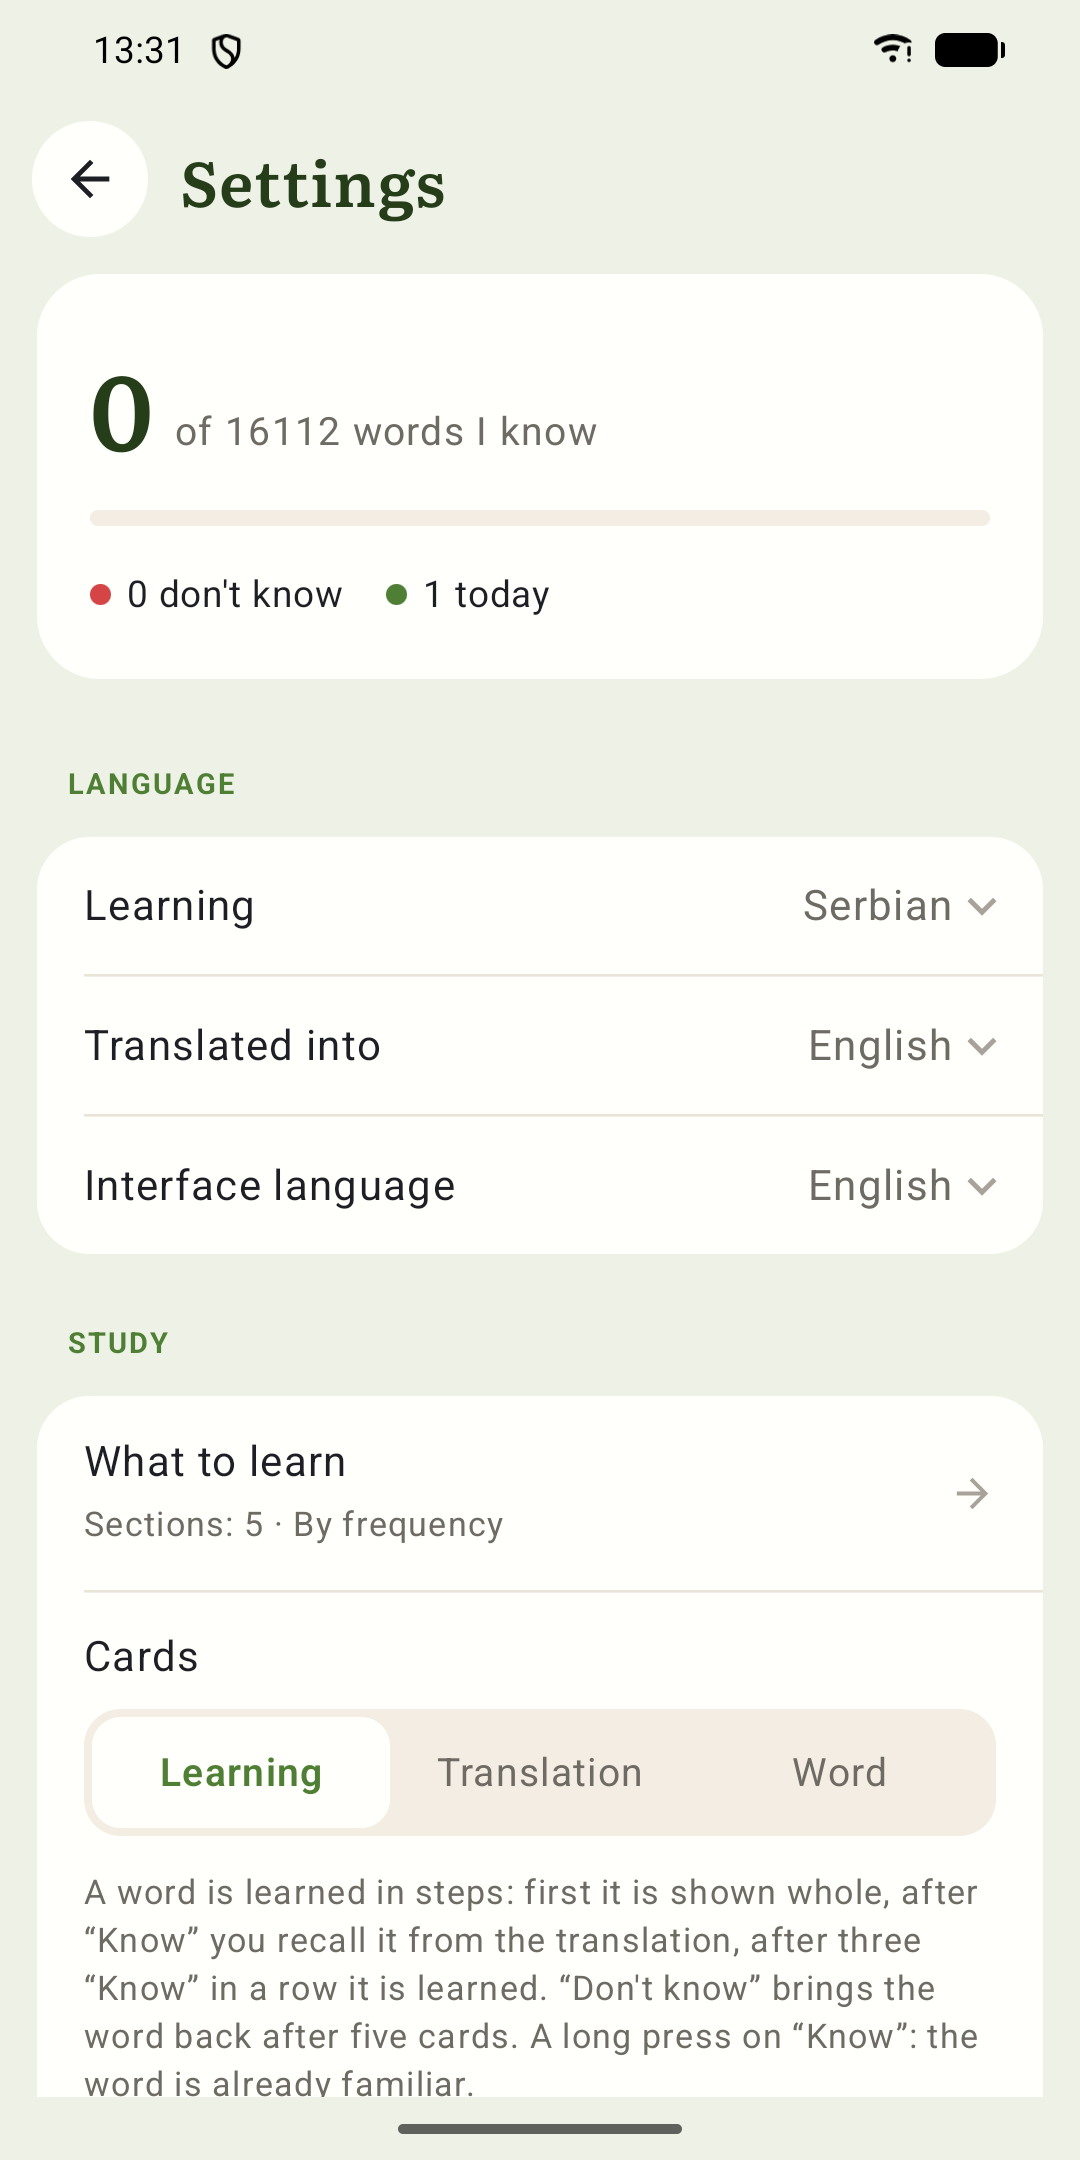 13:31
Settings
0 of 16112 words I know
0 don't know 1 today
LANGUAGE
Learning Serbian
Translated into English
Interface language English
STUDY
What to learn
Sections: 5 · By frequency
Cards
Learning Translation Word
A word is learned in steps: first it is shown whole, after
“Know” you recall it from the translation, after three
“Know” in a row it is learned. “Don't know” brings the
word back after five cards. A long press on “Know”: the
word is already familiar.